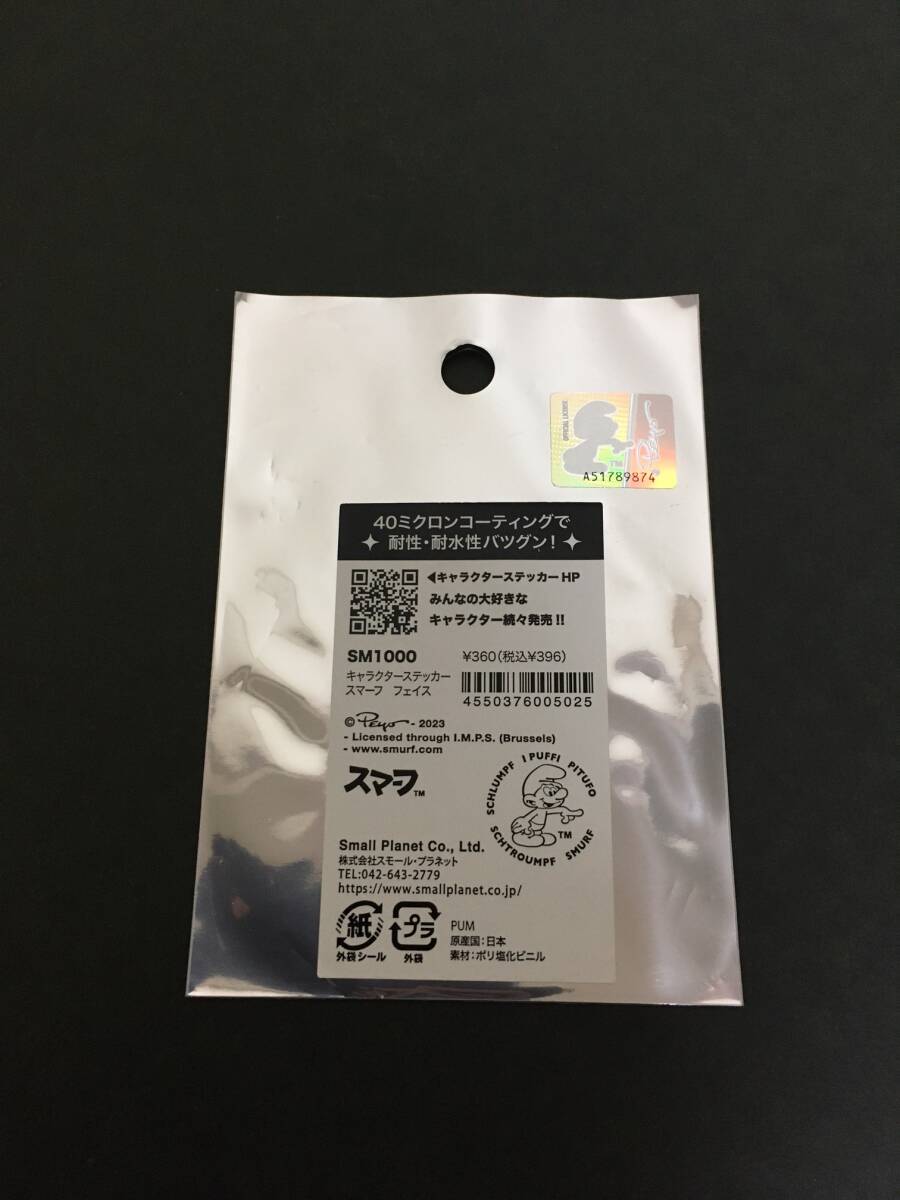 OFFICIAL LICENSE
Peyo
TM
A51789874
40ミクロンコーティングで
✦ 耐性・耐水性バツグン！ ✦
◀キャラクターステッカーHP
みんなの大好きな
キャラクター続々発売!!
SM1000 ¥360(税込¥396)
キャラクターステッカー
スマーフ フェイス
4550376005025
© Peyo - 2023
- Licensed through I.M.P.S. (Brussels)
- www.smurf.com
スマーフTM
SCHLUMPF I PUFFI PITUFO
SCHTROUMPF SMURF
TM
Small Planet Co., Ltd.
株式会社スモール・プラネット
TEL:042-643-2779
https://www.smallplanet.co.jp/
紙
外袋シール
プラ
外袋
PUM
原産国：日本
素材：ポリ塩化ビニル